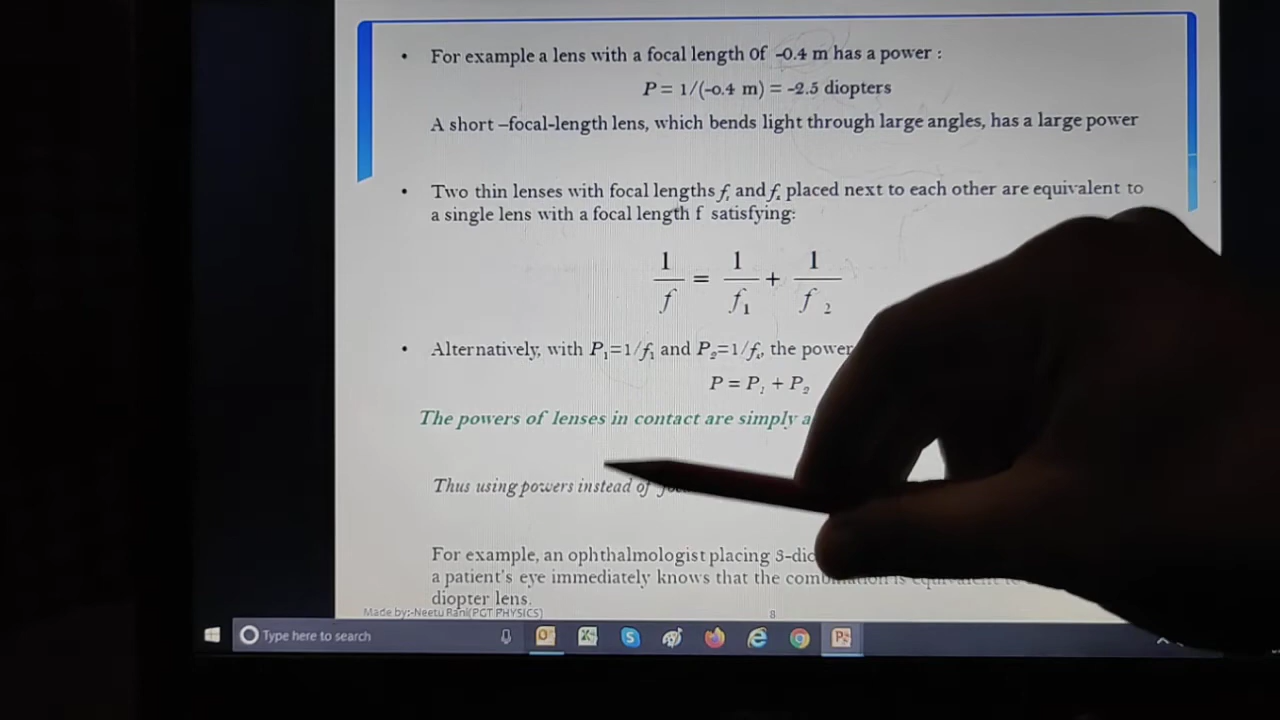 • For example a lens with a focal length 0f -0.4 m has a power :
P = 1/(-0.4 m) = -2.5 diopters
A short –focal-length lens, which bends light through large angles, has a large power
• Two thin lenses with focal lengths f₁ and f₂ placed next to each other are equivalent to
a single lens with a focal length f satisfying:
1/f = 1/f₁ + 1/f₂
• Alternatively, with P₁=1/f₁ and P₂=1/f₂, the power
P = P₁ + P₂
The powers of lenses in contact are simply
Thus using powers instead of
For example, an ophthalmologist placing 3-
a patient's eye immediately knows that the combination is equivalent
diopter lens.
Made by:-Neetu Rani(PGT PHYSICS)
8
Type here to search